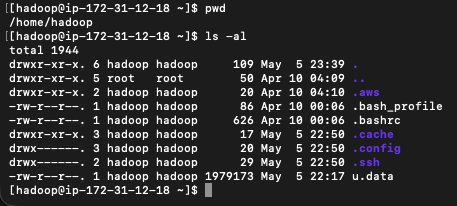 [[hadoop@ip-172-31-12-18 ~]$ pwd
/home/hadoop
[[hadoop@ip-172-31-12-18 ~]$ ls -al
total 1944
drwxr-xr-x. 6 hadoop hadoop     109 May  5 23:39 .
drwxr-xr-x. 5 root   root        50 Apr 10 04:09 ..
drwxr-xr-x. 2 hadoop hadoop      20 Apr 10 04:10 .aws
-rw-r--r--. 1 hadoop hadoop      86 Apr 10 00:06 .bash_profile
-rw-r--r--. 1 hadoop hadoop     626 Apr 10 00:06 .bashrc
drwxr-xr-x. 3 hadoop hadoop      17 May  5 22:50 .cache
drwx------. 3 hadoop hadoop      20 May  5 22:50 .config
drwx------. 2 hadoop hadoop      29 May  5 22:50 .ssh
-rw-r--r--. 1 hadoop hadoop 1979173 May  5 22:17 u.data
[hadoop@ip-172-31-12-18 ~]$